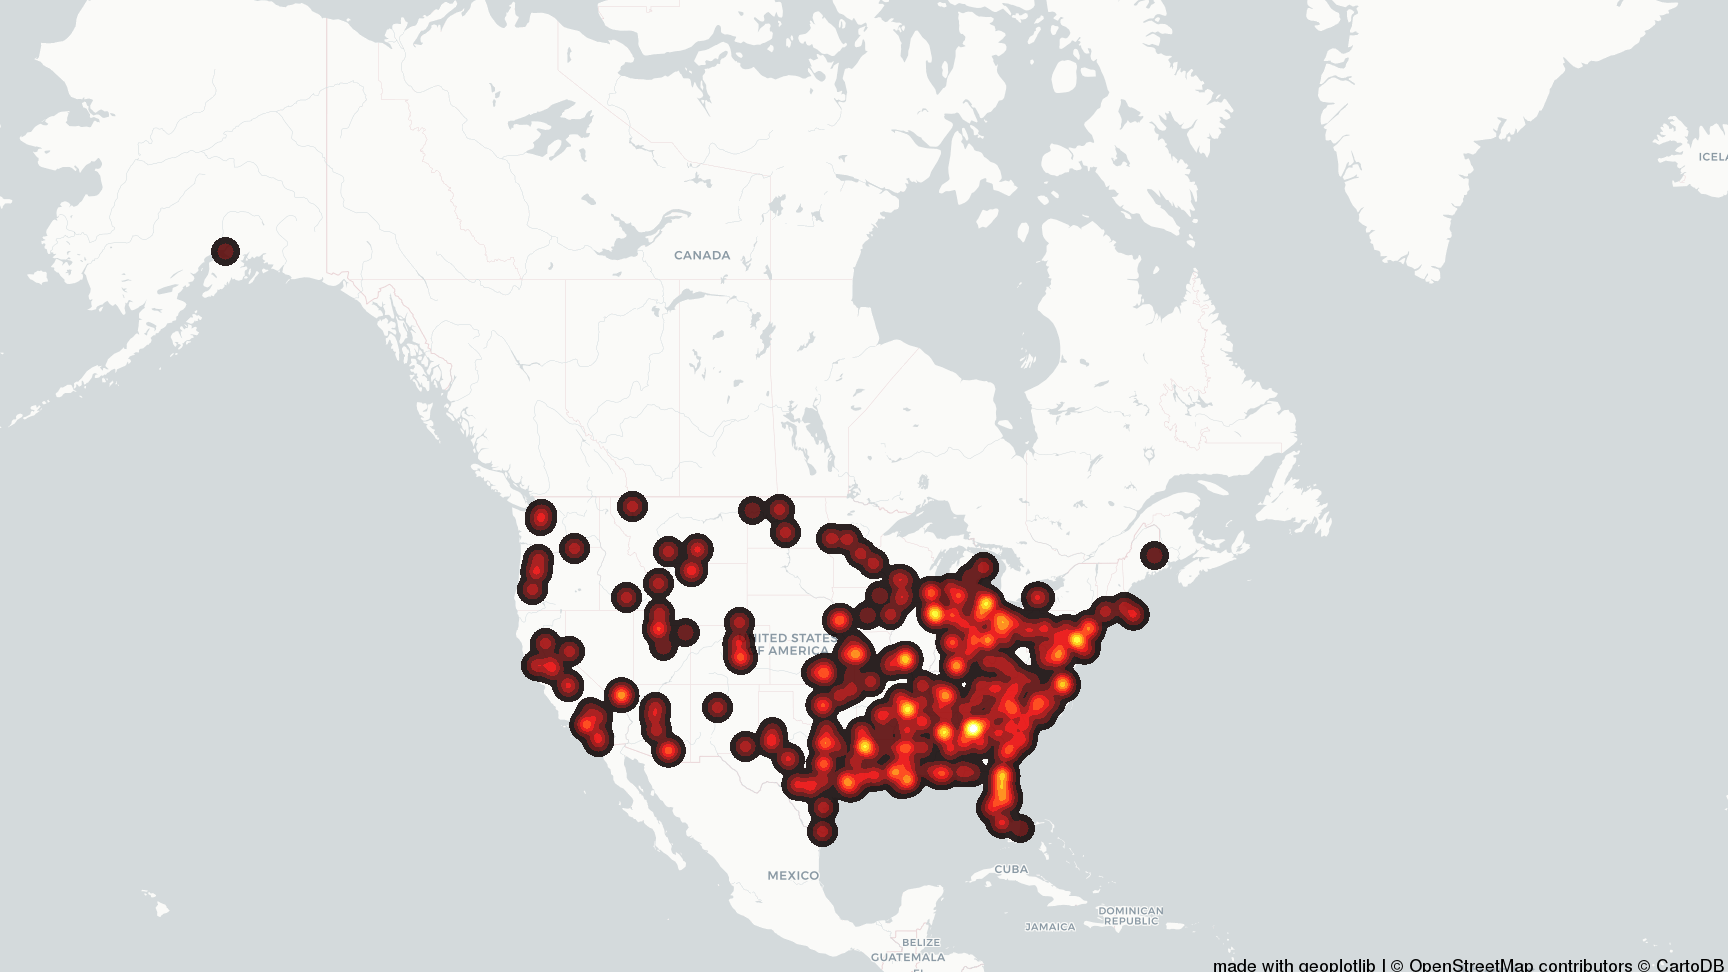 ICELA
CANADA
UNITED STATES
OF AMERICA
MEXICO
CUBA
DOMINICAN
REPUBLIC
JAMAICA
BELIZE
GUATEMALA
EL
made with geoplotlib | © OpenStreetMap contributors © CartoDB